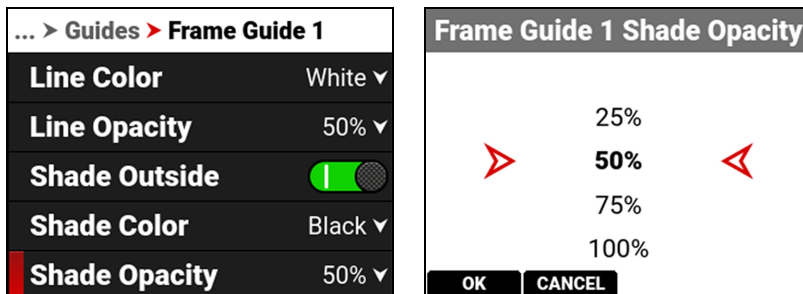 ... > Guides > Frame Guide 1
Line Color White
Line Opacity 50%
Shade Outside
Shade Color Black
Shade Opacity 50%
Frame Guide 1 Shade Opacity
25%
50%
75%
100%
OK CANCEL